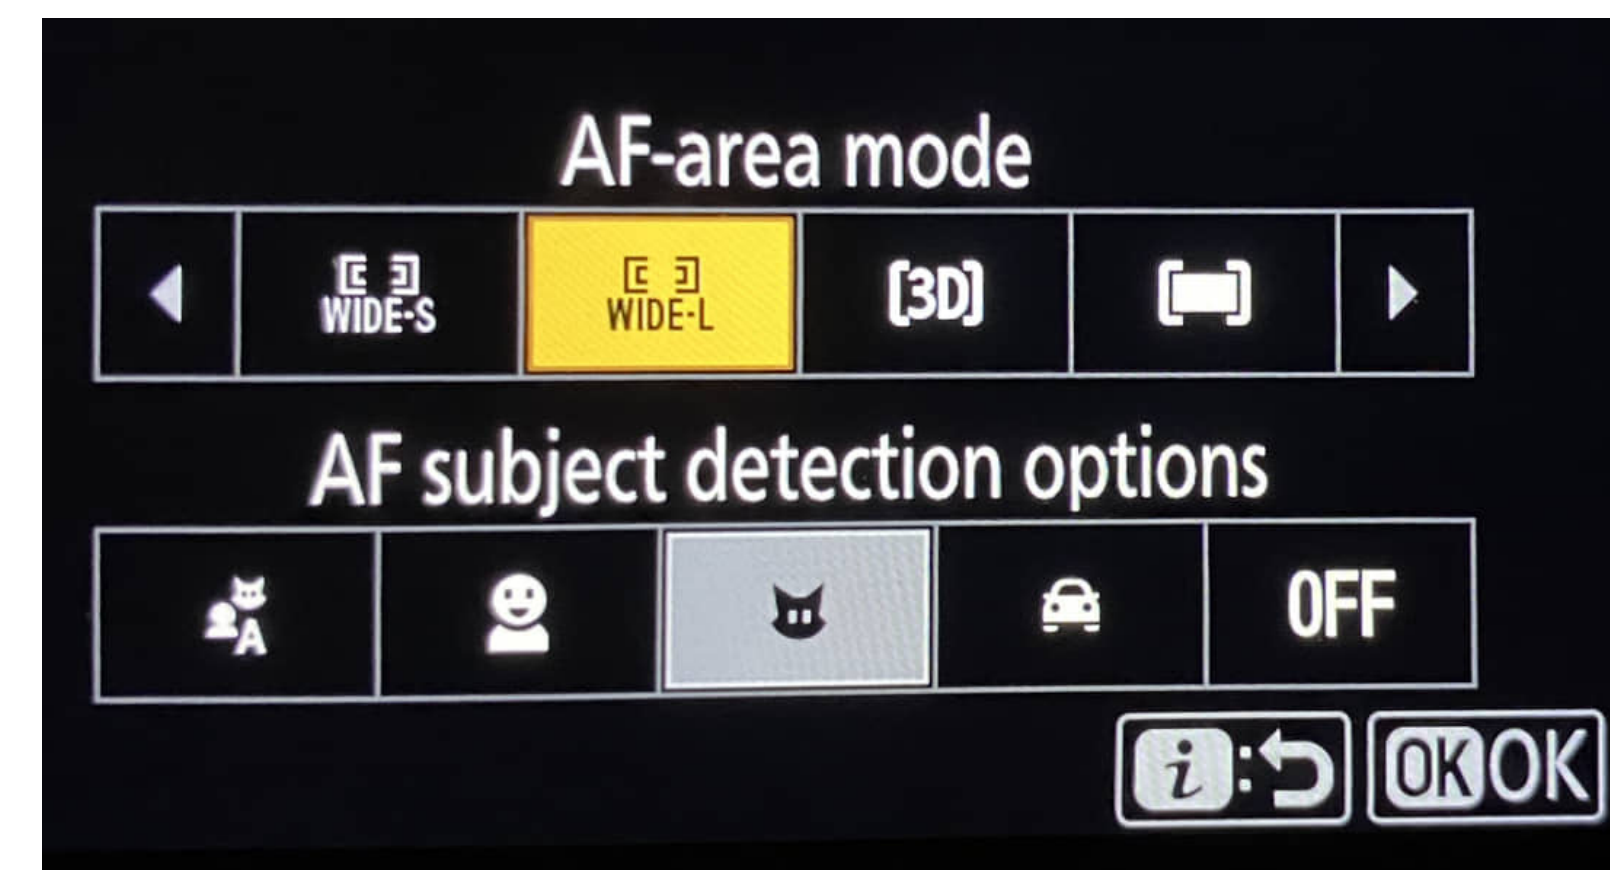 AF-area mode
WIDE-S WIDE-L [3D]
AF subject detection options
A OFF
i: OK OK